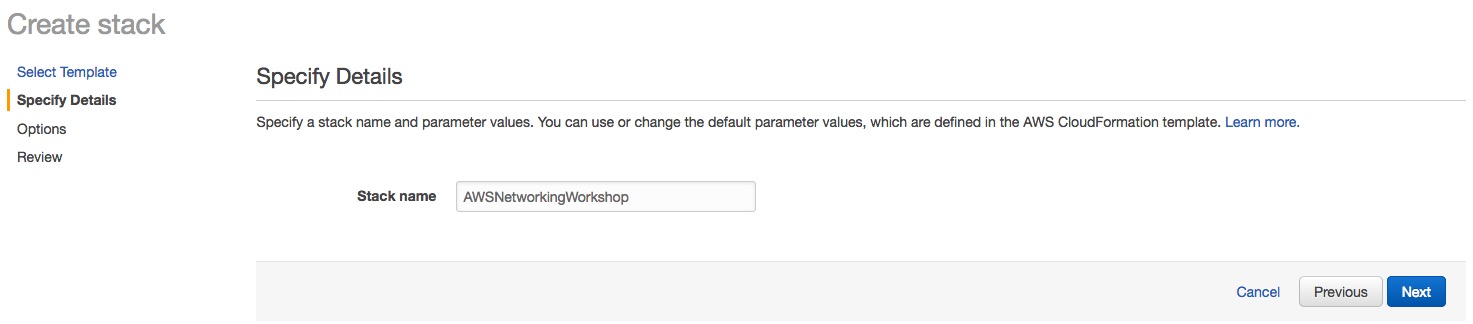 Create stack
Select Template
Specify Details
Options
Review
Specify Details
Specify a stack name and parameter values. You can use or change the default parameter values, which are defined in the AWS CloudFormation template. Learn more.
Stack name AWSNetworkingWorkshop
Cancel Previous Next